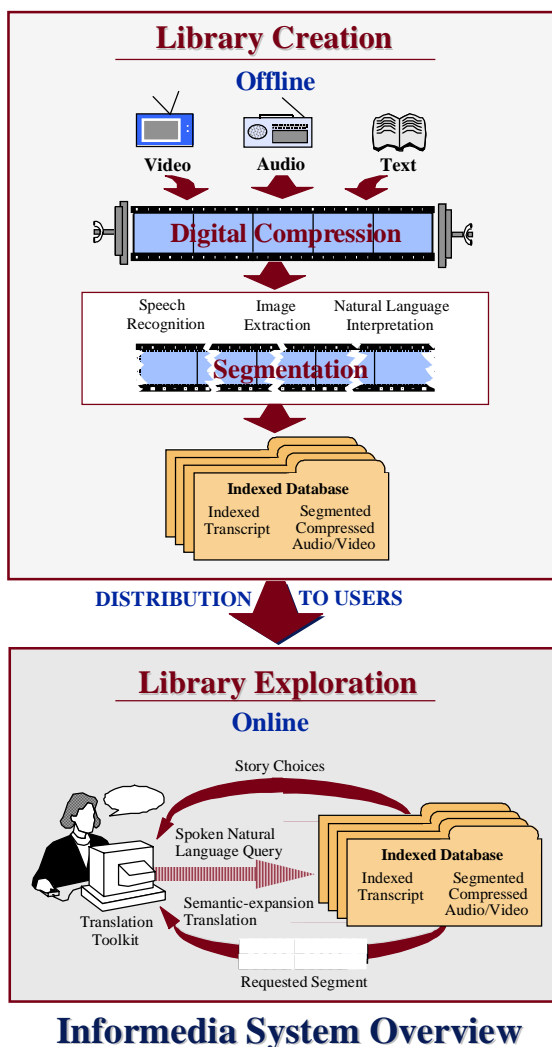 Library Creation
Offline
Video
Audio
Text
Digital Compression
Speech
Recognition
Image
Extraction
Natural Language
Interpretation
Segmentation
Indexed Database
Indexed
Transcript
Segmented
Compressed
Audio/Video
DISTRIBUTION
TO USERS
Library Exploration
Online
Story Choices
Spoken Natural
Language Query
Semantic-expansion
Translation
Translation
Toolkit
Indexed Database
Indexed
Transcript
Segmented
Compressed
Audio/Video
Requested Segment
Informedia System Overview